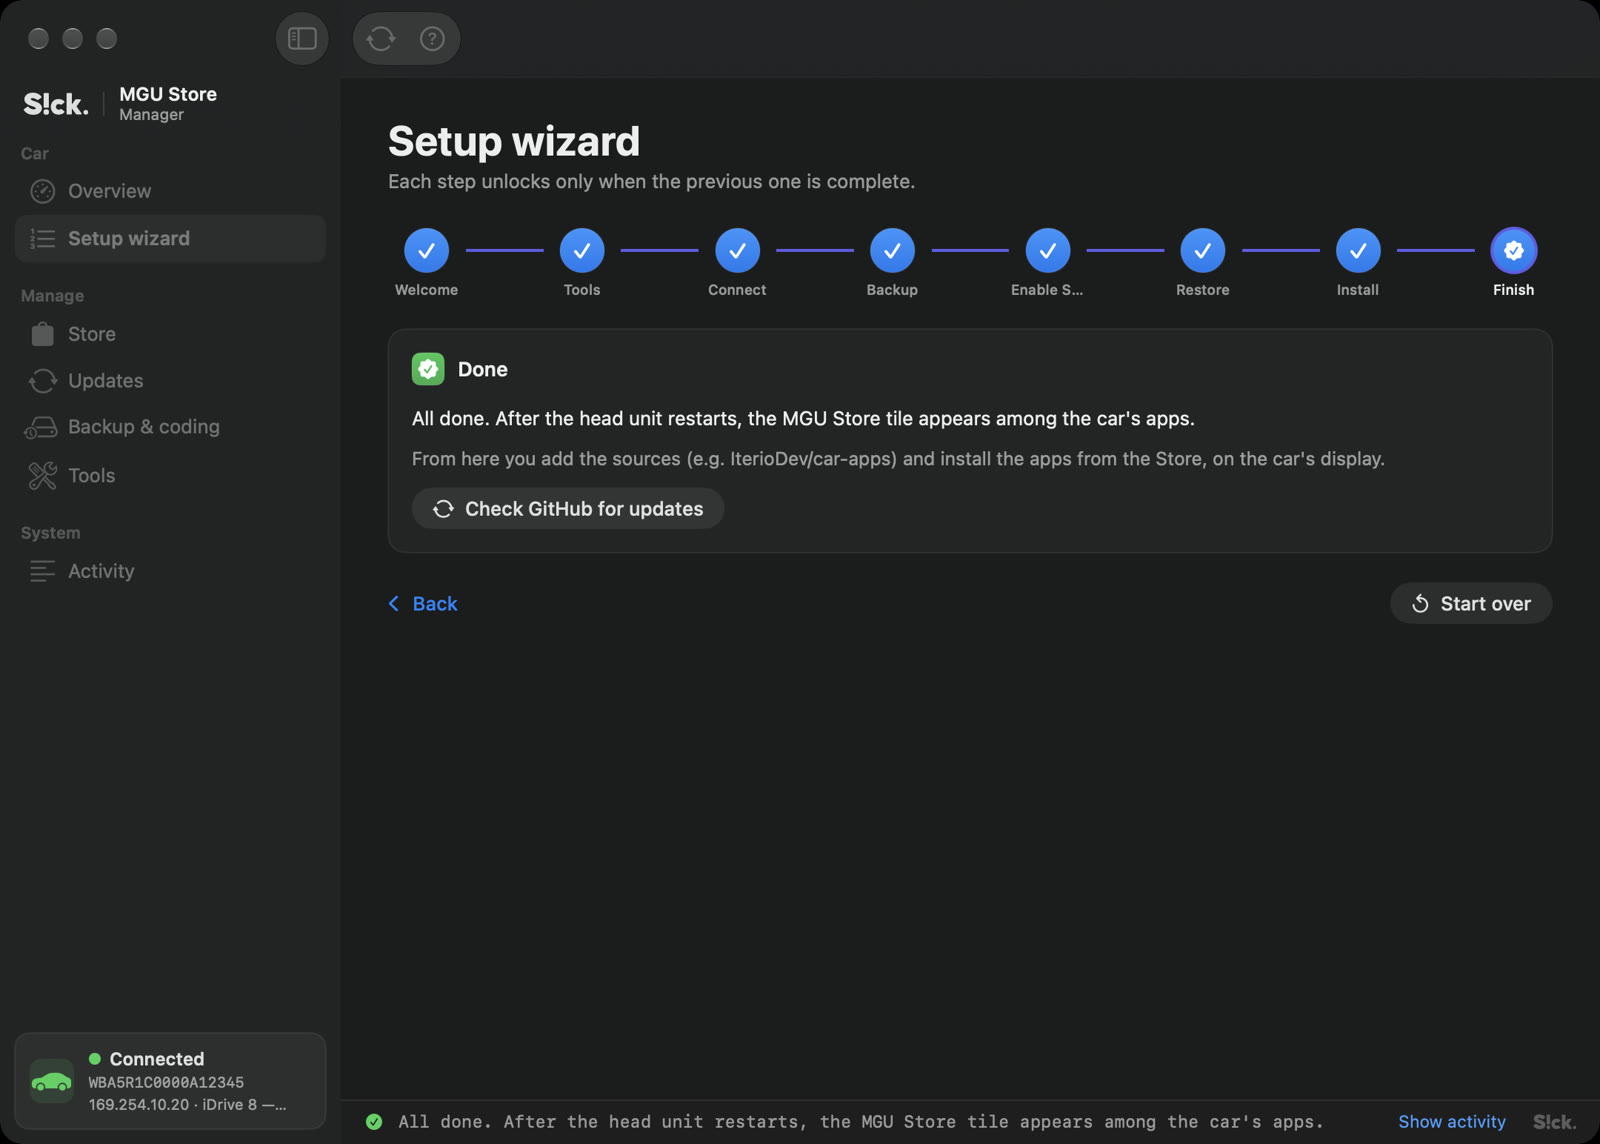 S!ck.
MGU Store
Manager
Car
Overview
Setup wizard
Manage
Store
Updates
Backup & coding
Tools
System
Activity
Connected
WBA5R1C0000A12345
169.254.10.20 · iDrive 8 —...
Setup wizard
Each step unlocks only when the previous one is complete.
Welcome
Tools
Connect
Backup
Enable S...
Restore
Install
Finish
Done
All done. After the head unit restarts, the MGU Store tile appears among the car's apps.
From here you add the sources (e.g. IterioDev/car-apps) and install the apps from the Store, on the car's display.
Check GitHub for updates
Back
Start over
All done. After the head unit restarts, the MGU Store tile appears among the car's apps.
Show activity
S!ck.